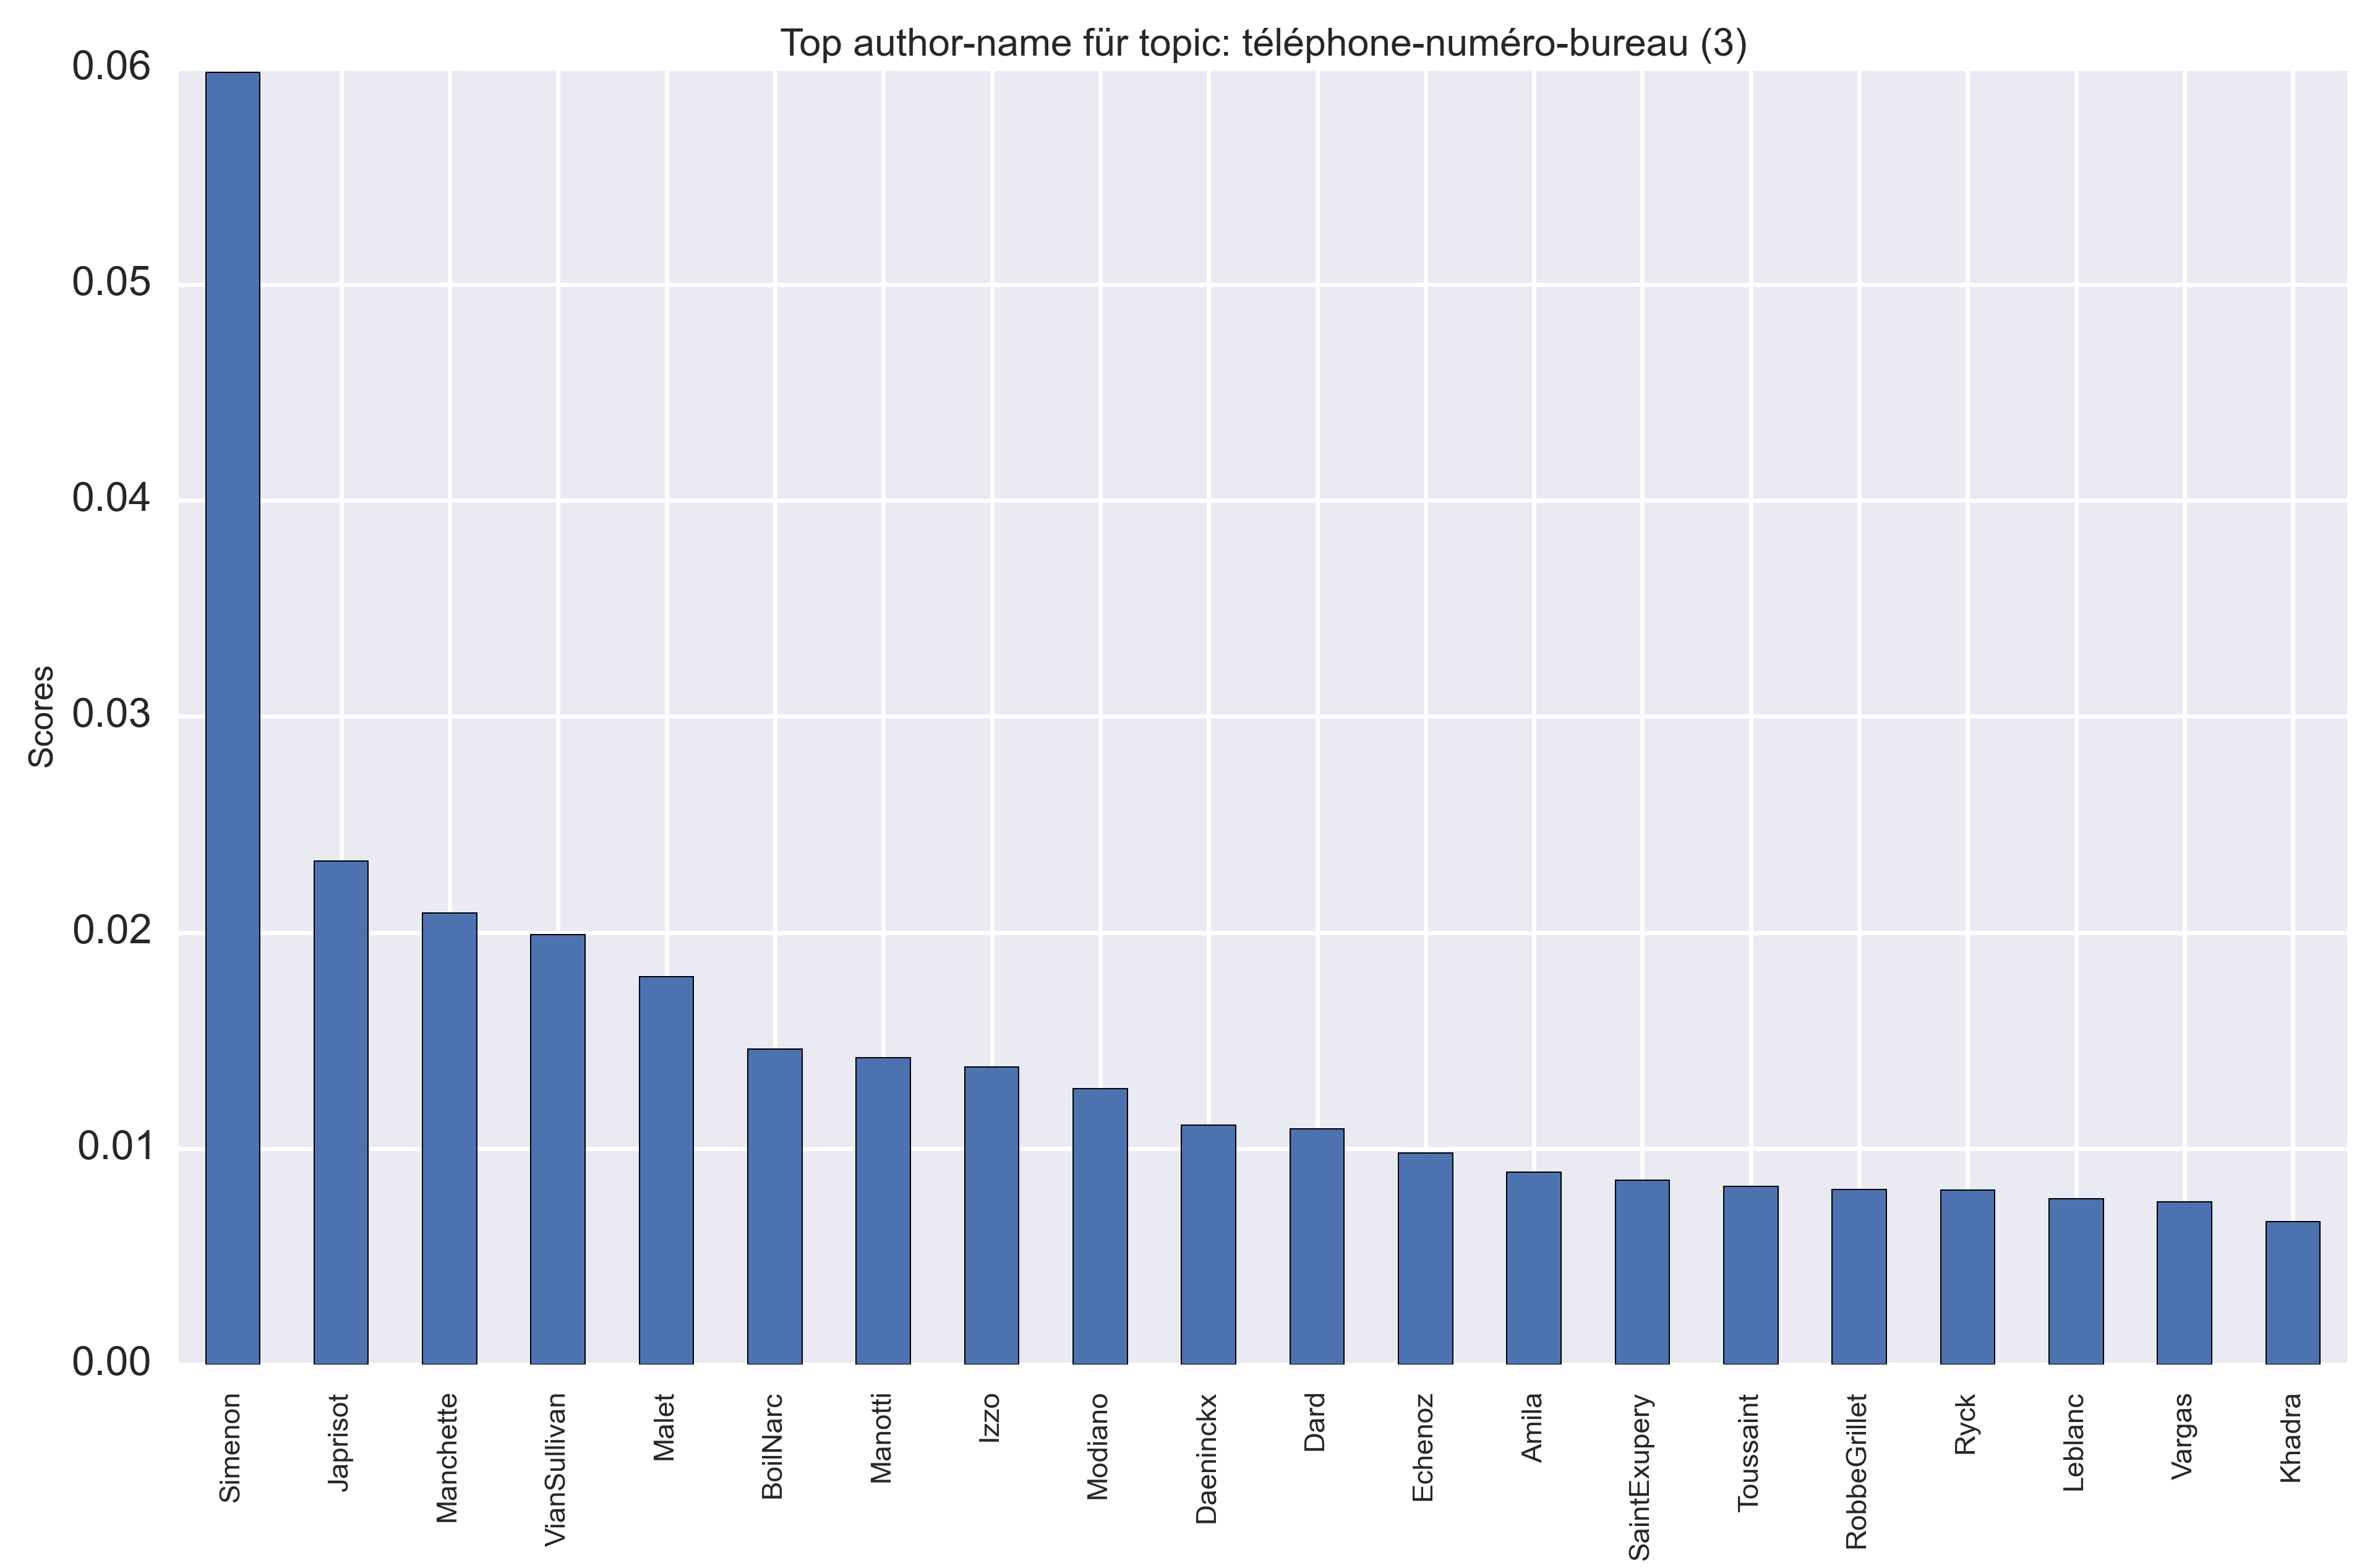 Top author-name für topic: téléphone-numéro-bureau (3)
Scores
0.06
0.05
0.04
0.03
0.02
0.01
0.00
Simenon
Japrisot
Manchette
VianSullivan
Malet
BoilNarc
Manotti
Izzo
Modiano
Daeninckx
Dard
Echenoz
Amila
SaintExupery
Toussaint
RobbeGrillet
Ryck
Leblanc
Vargas
Khadra